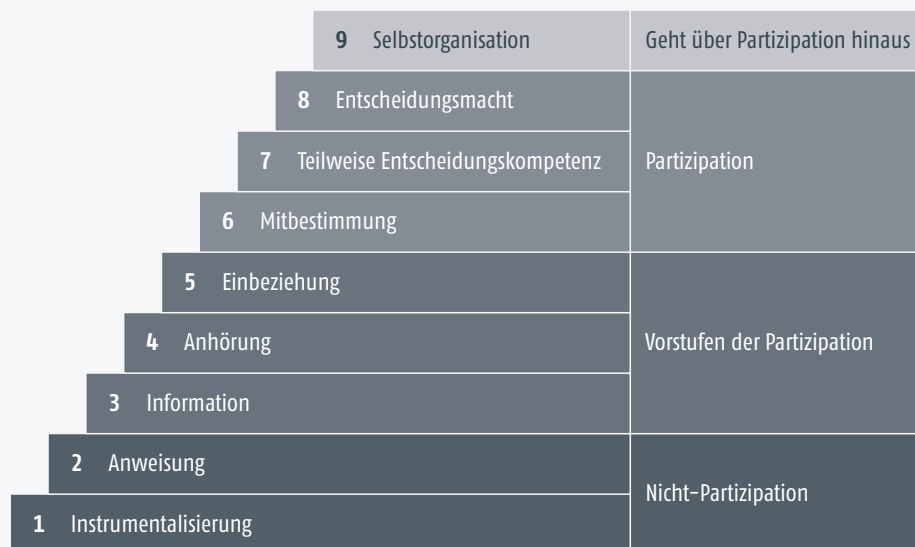 9 Selbstorganisation Geht über Partizipation hinaus
8 Entscheidungsmacht
7 Teilweise Entscheidungskompetenz Partizipation
6 Mitbestimmung
5 Einbeziehung
4 Anhörung Vorstufen der Partizipation
3 Information
2 Anweisung
Nicht-Partizipation
1 Instrumentalisierung